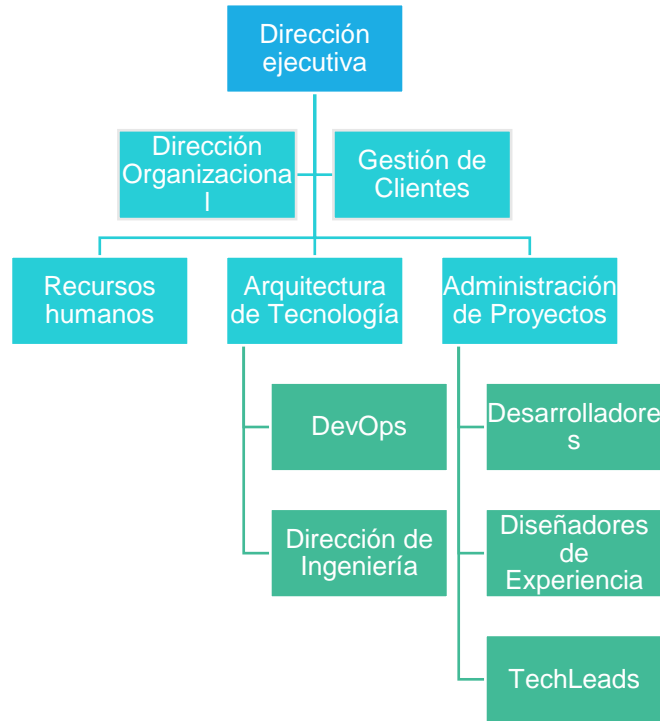 Dirección
ejecutiva
Dirección
Organizaciona
l
Gestión de
Clientes
Recursos
humanos
Arquitectura
de Tecnología
Administración
de Proyectos
DevOps
Desarrolladore
s
Dirección de
Ingeniería
Diseñadores
de
Experiencia
TechLeads